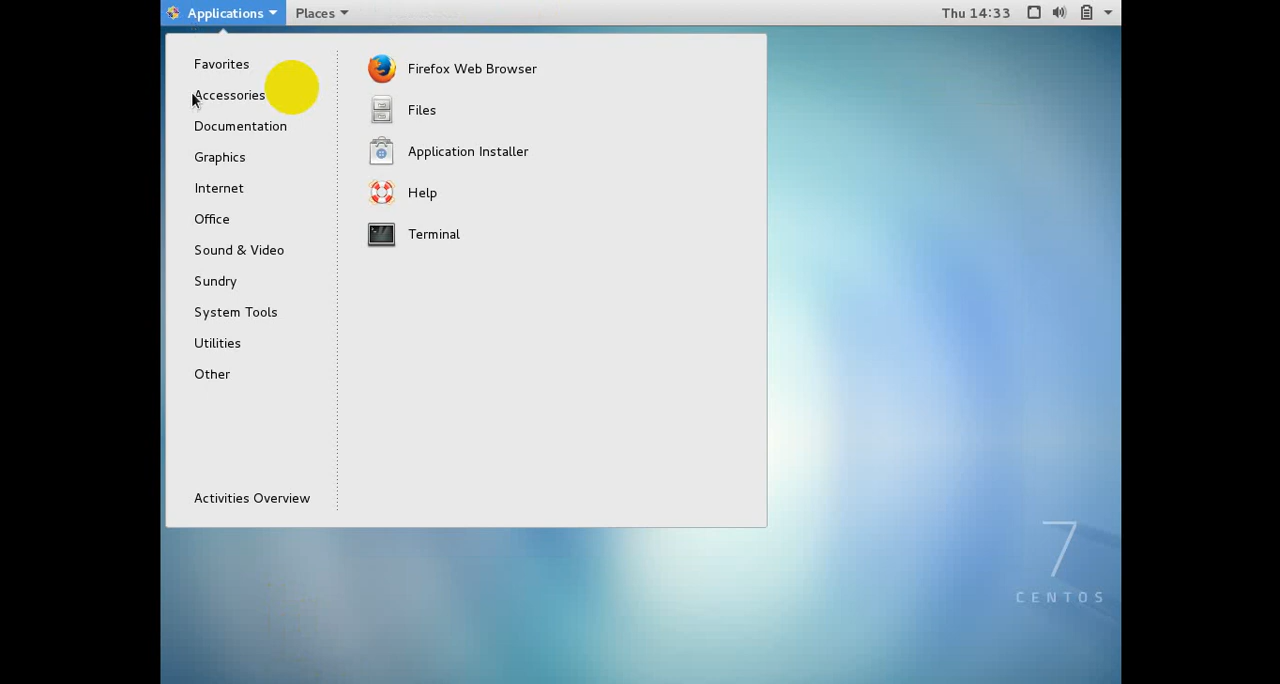 Applications Places Thu 14:33
Favorites
Accessories
Documentation
Graphics
Internet
Office
Sound & Video
Sundry
System Tools
Utilities
Other
Activities Overview
Firefox Web Browser
Files
Application Installer
Help
Terminal
7
CENTOS